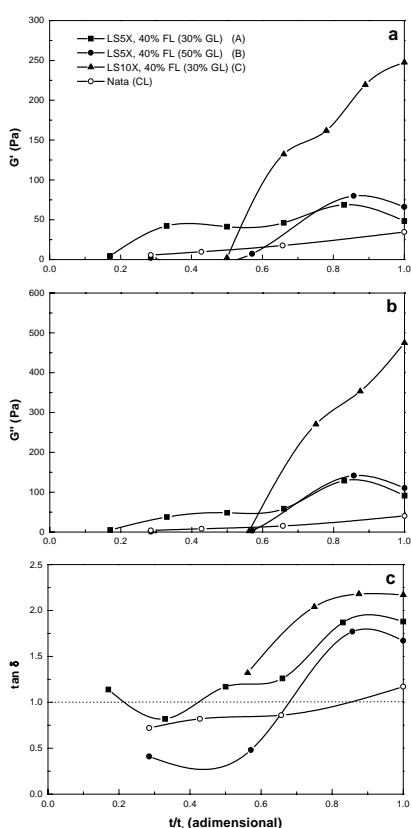 a
LS5X, 40% FL (30% GL) (A)
LS5X, 40% FL (50% GL) (B)
LS10X, 40% FL (30% GL) (C)
Nata (CL)
300
250
200
150
100
50
0
G' (Pa)
0.0 0.2 0.4 0.6 0.8 1.0
b
600
500
400
300
200
100
0
G'' (Pa)
0.0 0.2 0.4 0.6 0.8 1.0
c
2.5
2.0
1.5
1.0
0.5
0.0
tan δ
0.0 0.2 0.4 0.6 0.8 1.0
t/t (adimensional)